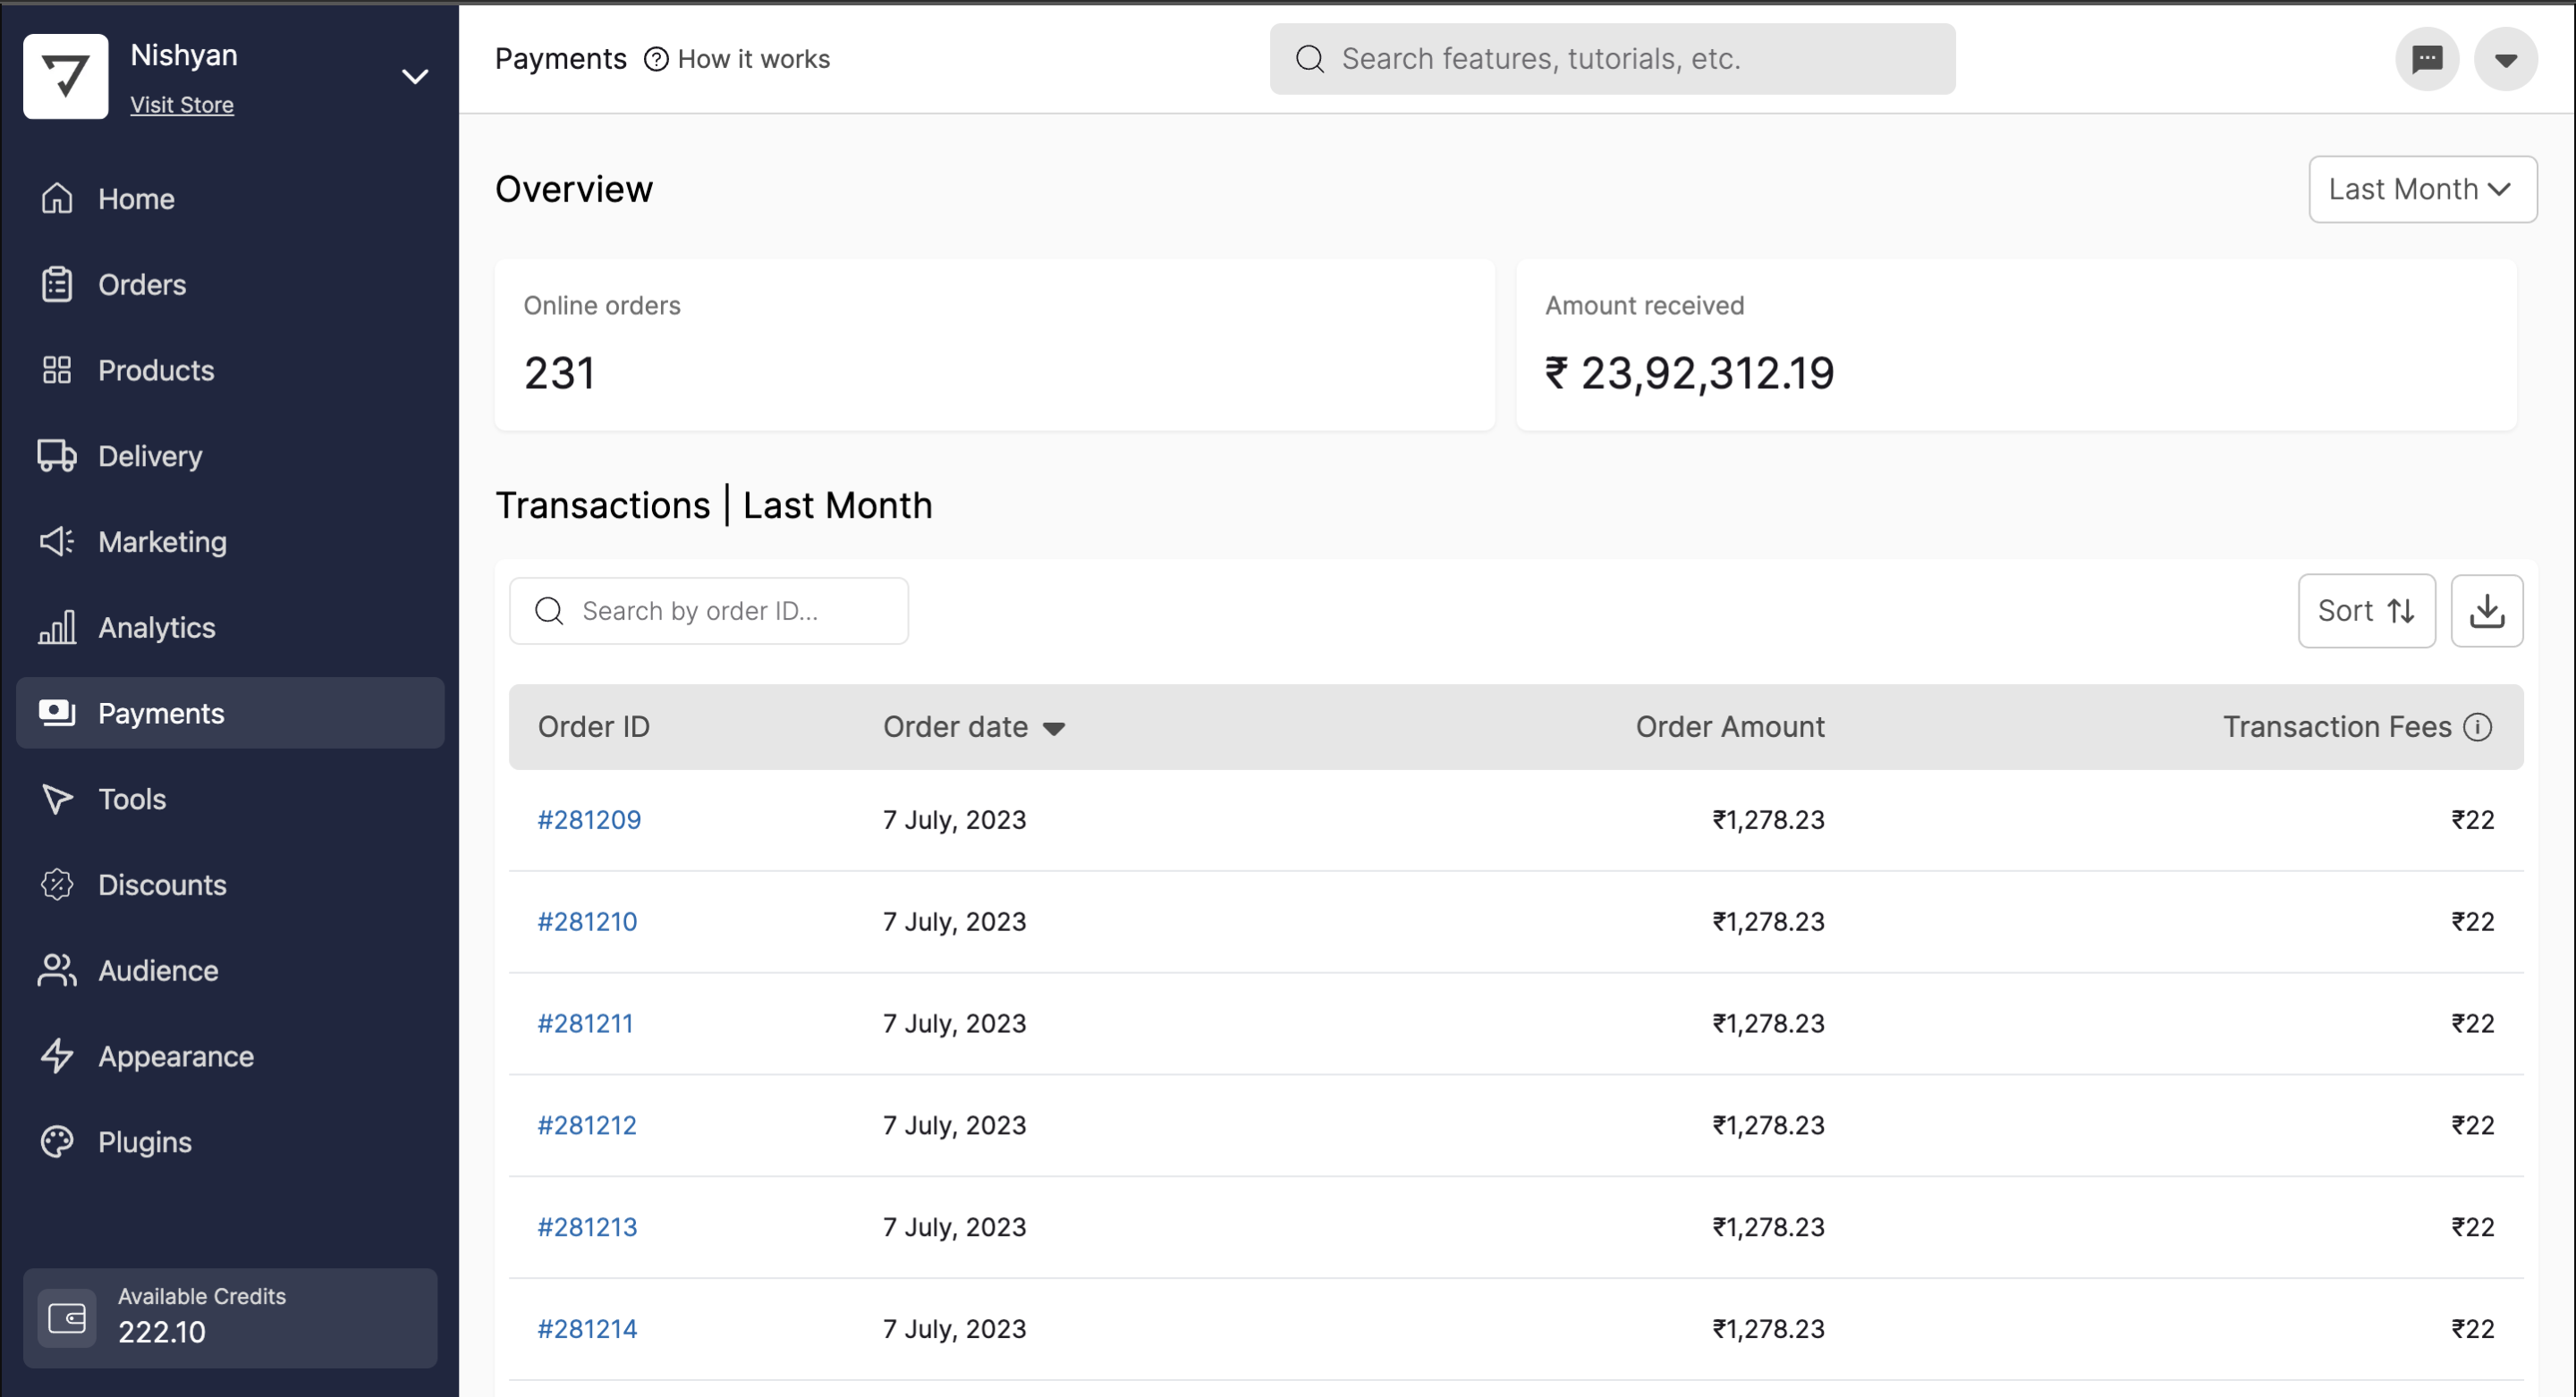 Nishyan
Visit Store
Home
Orders
Products
Delivery
Marketing
Analytics
Payments
Tools
Discounts
Audience
Appearance
Plugins
Available Credits
222.10
Payments How it works
Search features, tutorials, etc.
Overview
Last Month
Online orders
231
Amount received
₹ 23,92,312.19
Transactions | Last Month
Search by order ID...
Sort
Order ID Order date Order Amount Transaction Fees
#281209 7 July, 2023 ₹1,278.23 ₹22
#281210 7 July, 2023 ₹1,278.23 ₹22
#281211 7 July, 2023 ₹1,278.23 ₹22
#281212 7 July, 2023 ₹1,278.23 ₹22
#281213 7 July, 2023 ₹1,278.23 ₹22
#281214 7 July, 2023 ₹1,278.23 ₹22